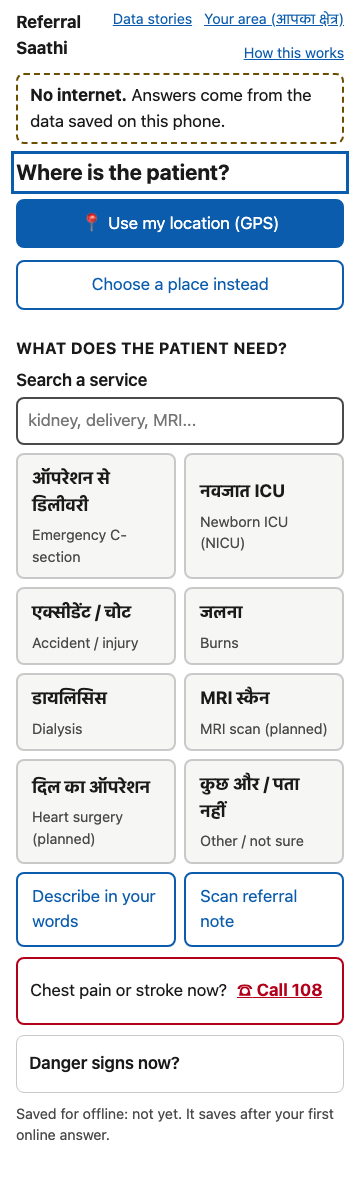 Referral
Saathi
Data stories
Your area (आपका क्षेत्र)
How this works
No internet. Answers come from the
data saved on this phone.
Where is the patient?
📍 Use my location (GPS)
Choose a place instead
WHAT DOES THE PATIENT NEED?
Search a service
kidney, delivery, MRI...
ऑपरेशन से
डिलीवरी
Emergency C-
section
नवजात ICU
Newborn ICU
(NICU)
एक्सीडेंट / चोट
Accident / injury
जलना
Burns
डायलिसिस
Dialysis
MRI स्कैन
MRI scan (planned)
दिल का ऑपरेशन
Heart surgery
(planned)
कुछ और / पता
नहीं
Other / not sure
Describe in your
words
Scan referral
note
Chest pain or stroke now? ☎ Call 108
Danger signs now?
Saved for offline: not yet. It saves after your first
online answer.